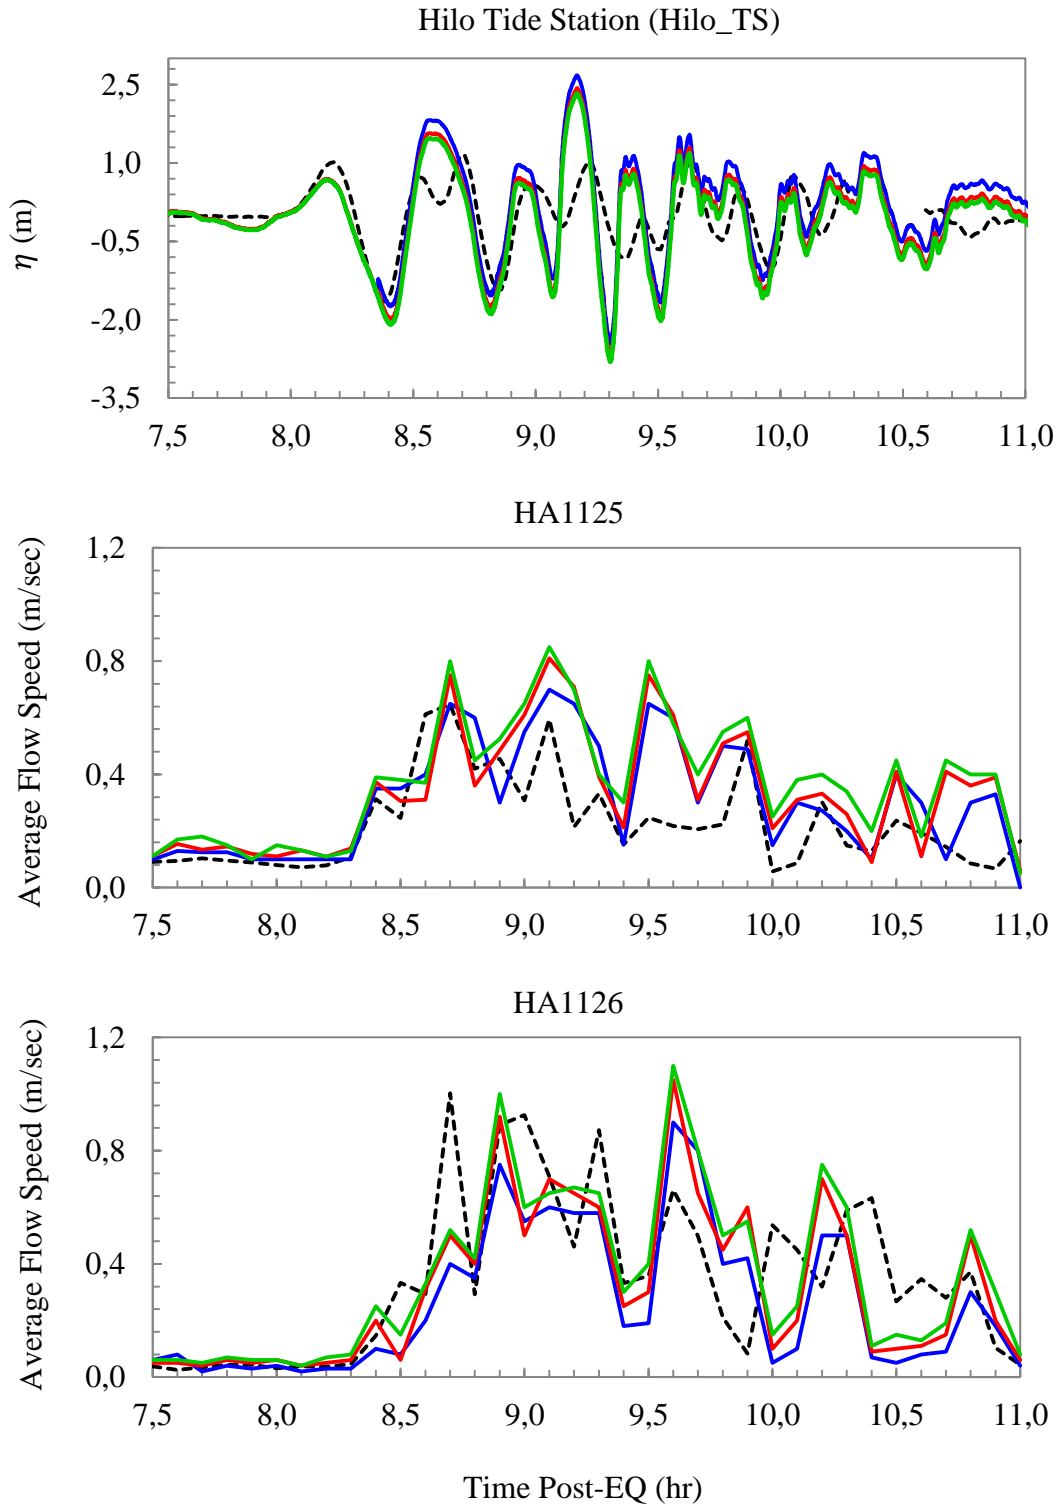 Hilo Tide Station (Hilo_TS)
2,5
1,0
-0,5
-2,0
-3,5
η (m)
7,5 8,0 8,5 9,0 9,5 10,0 10,5 11,0
HA1125
1,2
0,8
0,4
0,0
Average Flow Speed (m/sec)
7,5 8,0 8,5 9,0 9,5 10,0 10,5 11,0
HA1126
1,2
0,8
0,4
0,0
Average Flow Speed (m/sec)
7,5 8,0 8,5 9,0 9,5 10,0 10,5 11,0
Time Post-EQ (hr)